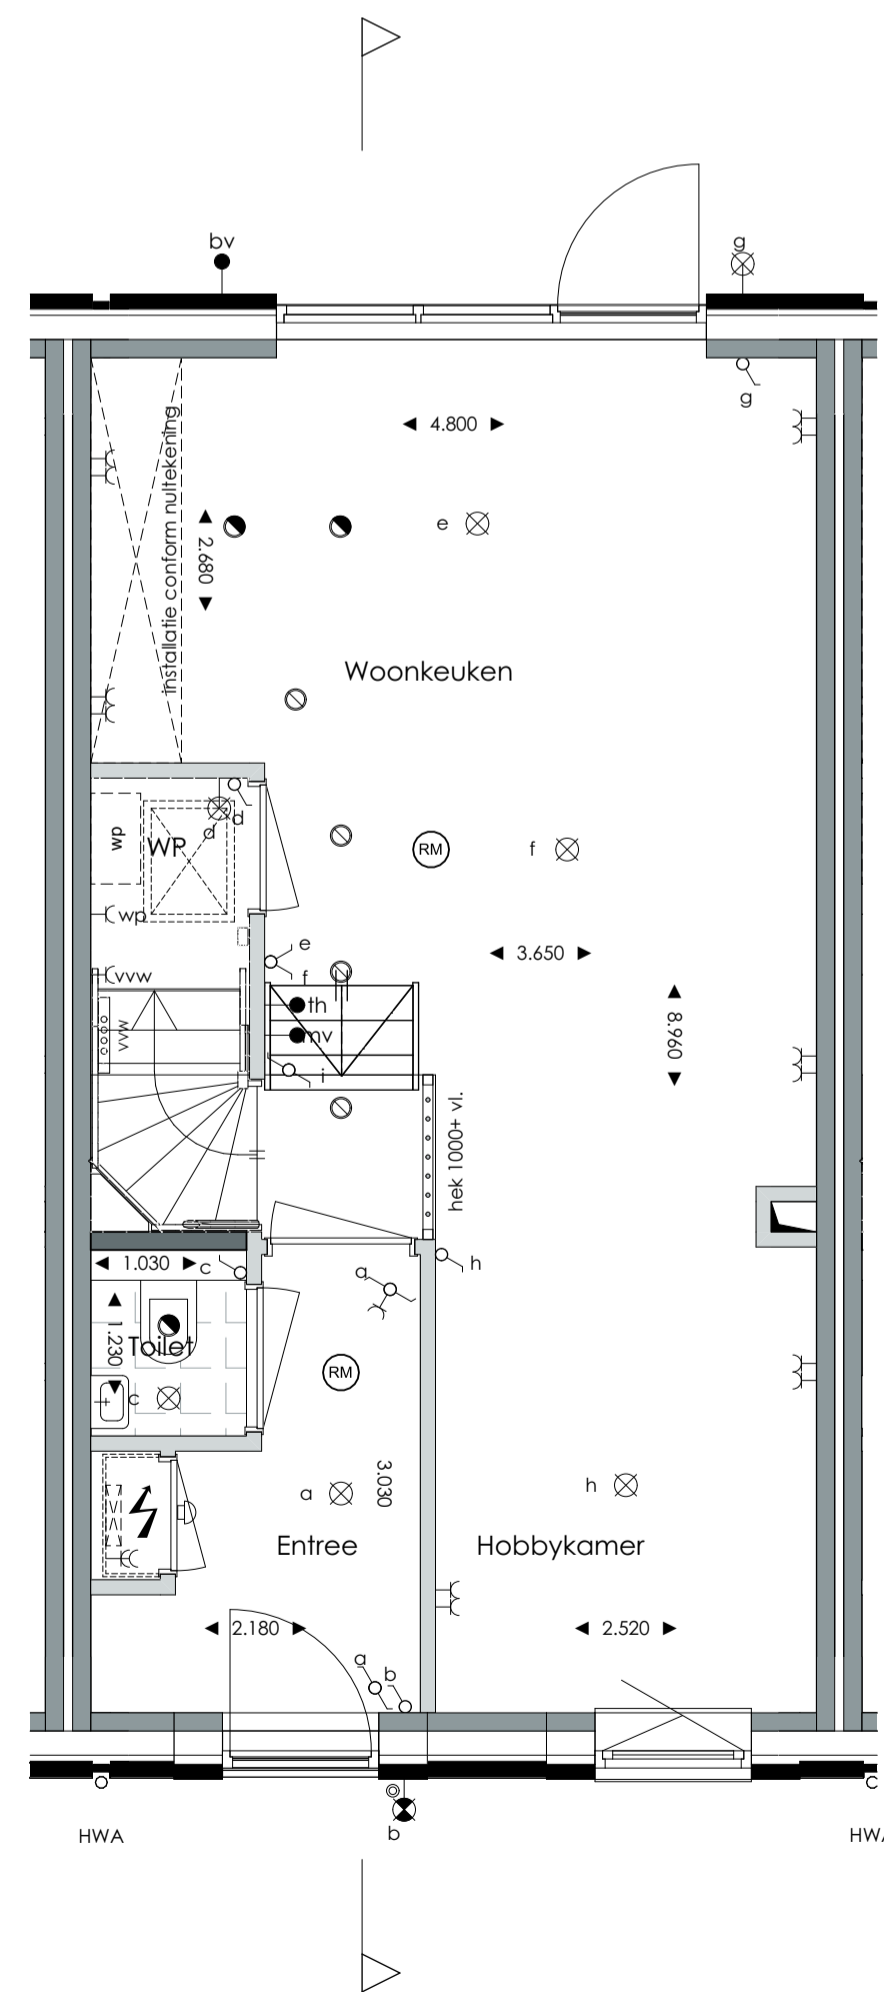 bv
g
g
4.800
installatie conform nultekening
2.680
e
Woonkeuken
d
d
wp
WP
RM
f
wp
e
f
3.650
vvw
th
mv
vvw
i
8.960
hek 1000+ vl.
1.030
c
h
a
1.230
Toilet
RM
c
a
3.030
h
Entree
Hobbykamer
2.180
2.520
a
b
HWA
b
HWA